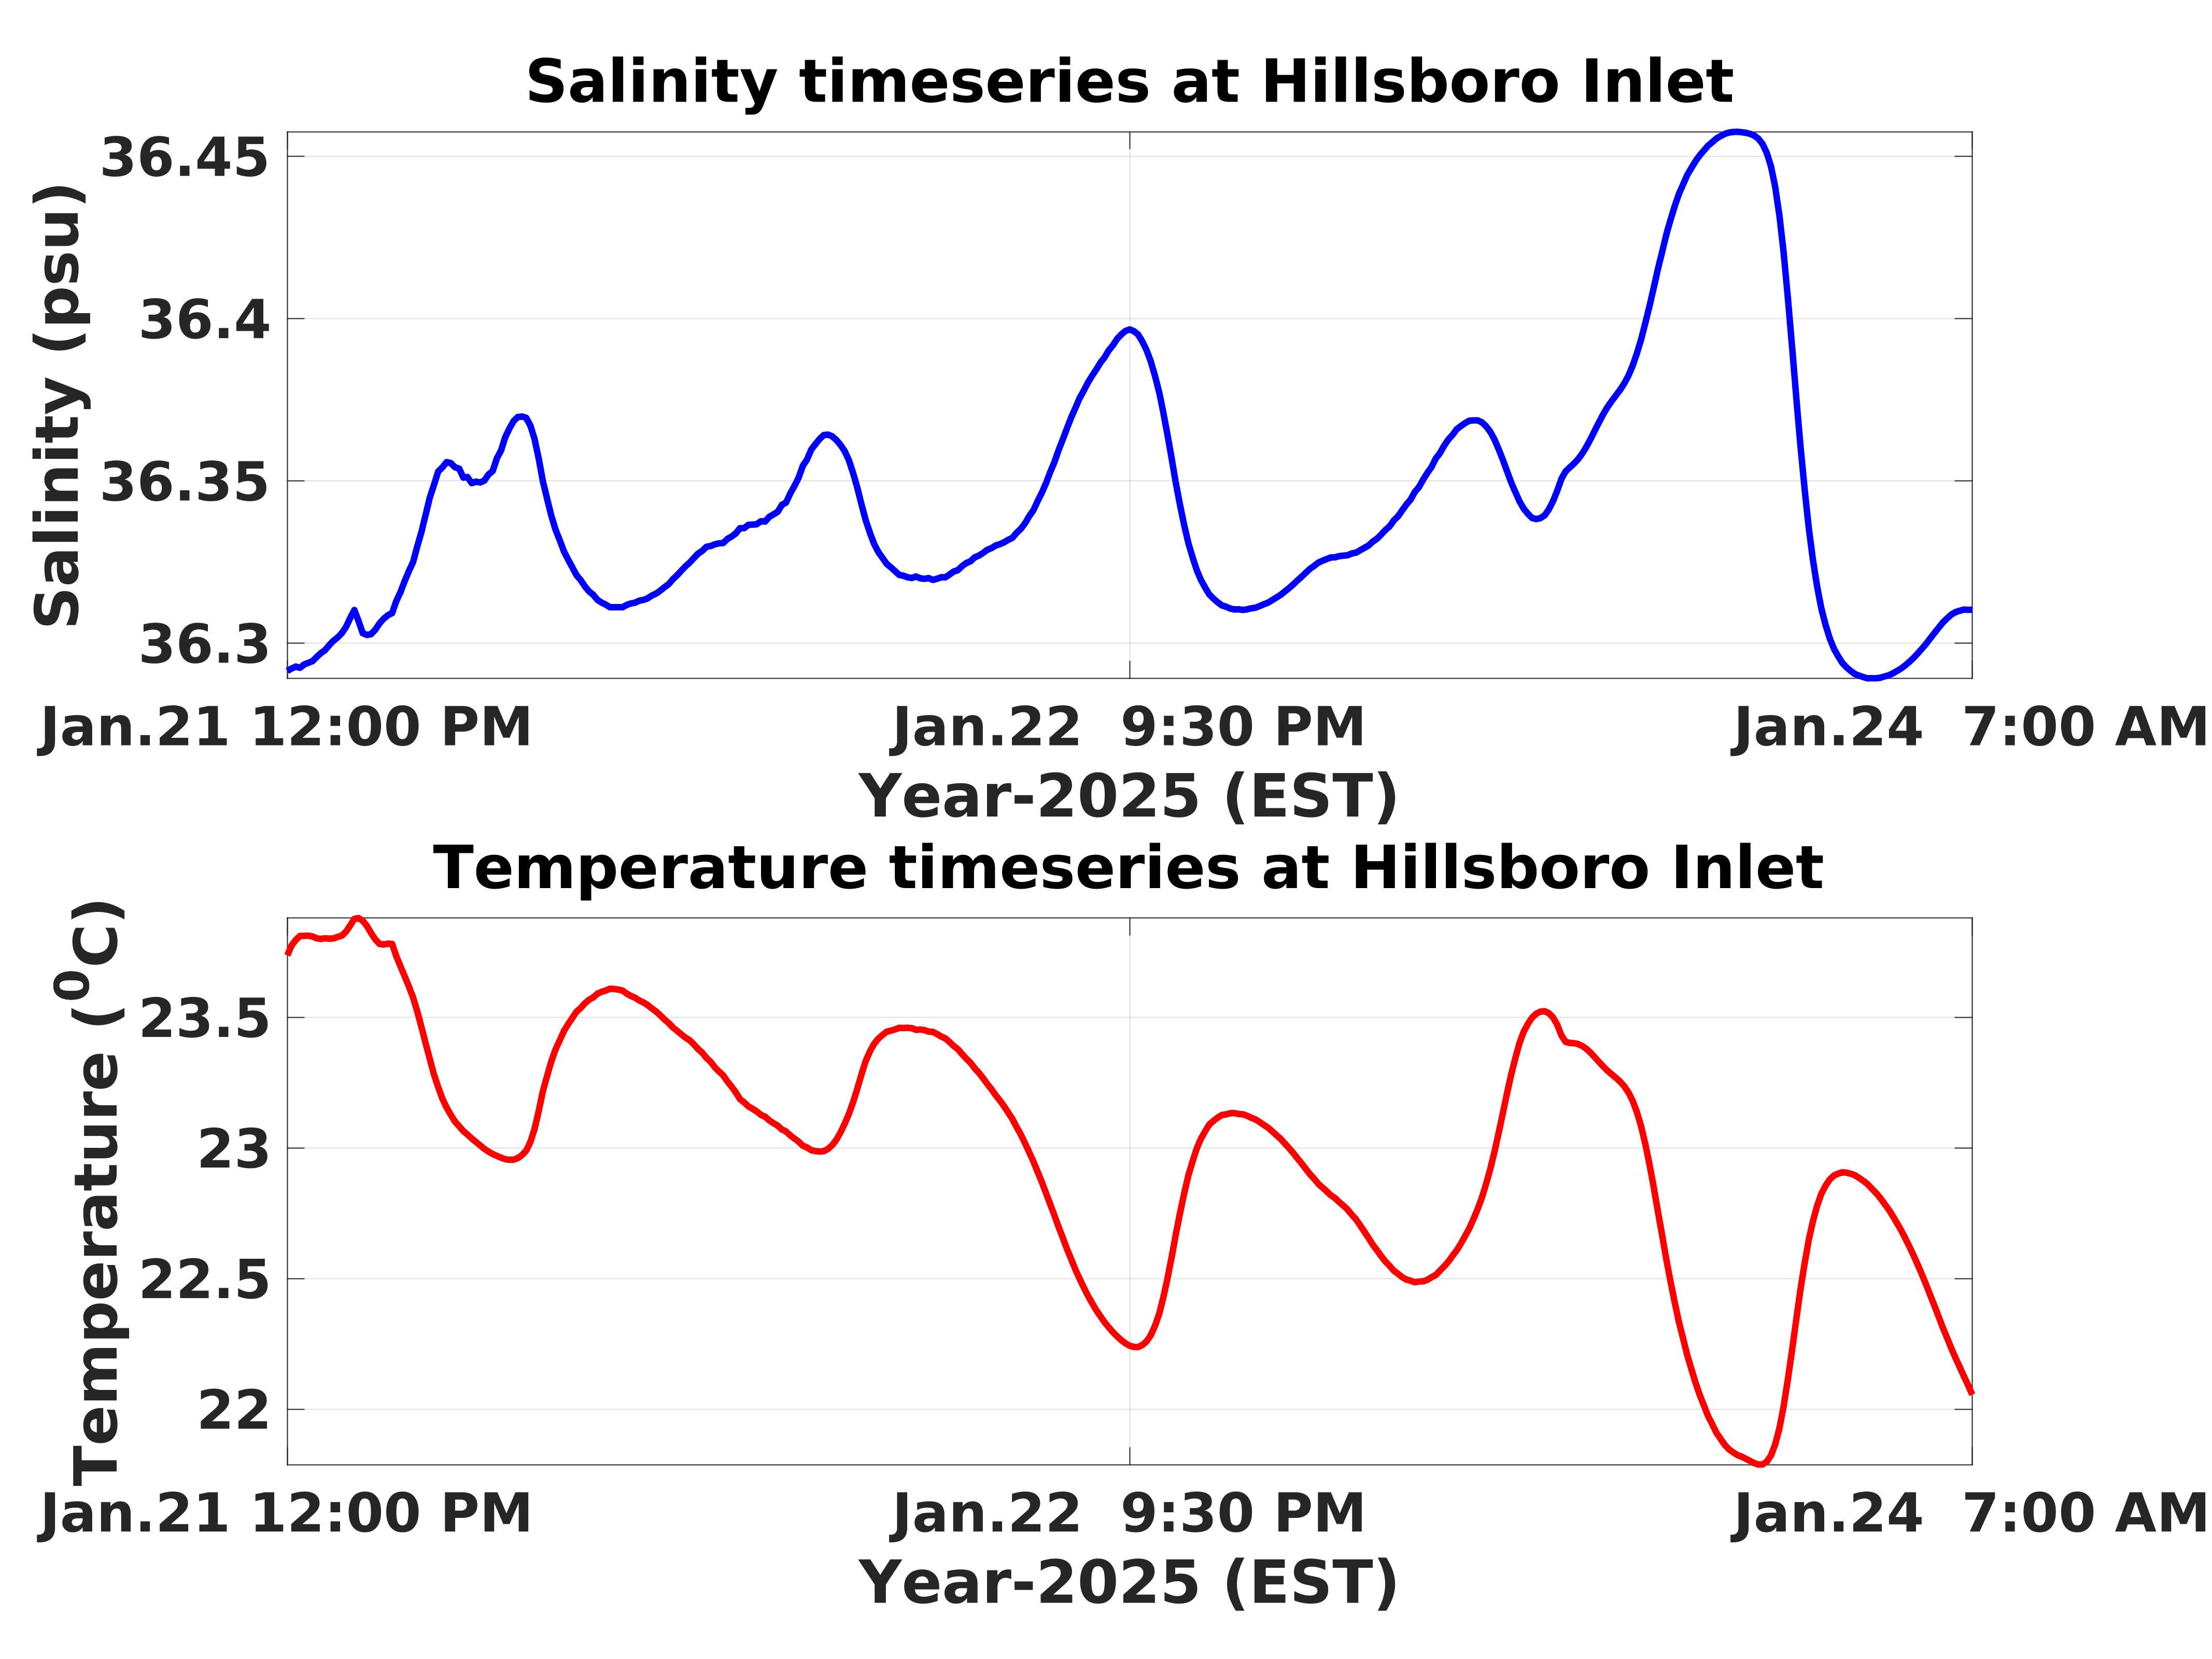 Salinity timeseries at Hillsboro Inlet
Salinity (psu)
36.45
36.4
36.35
36.3
Jan.21 12:00 PM
Jan.22  9:30 PM
Jan.24  7:00 AM
Year-2025 (EST)
Temperature timeseries at Hillsboro Inlet
Temperature (⁰C)
23.5
23
22.5
22
Jan.21 12:00 PM
Jan.22  9:30 PM
Jan.24  7:00 AM
Year-2025 (EST)